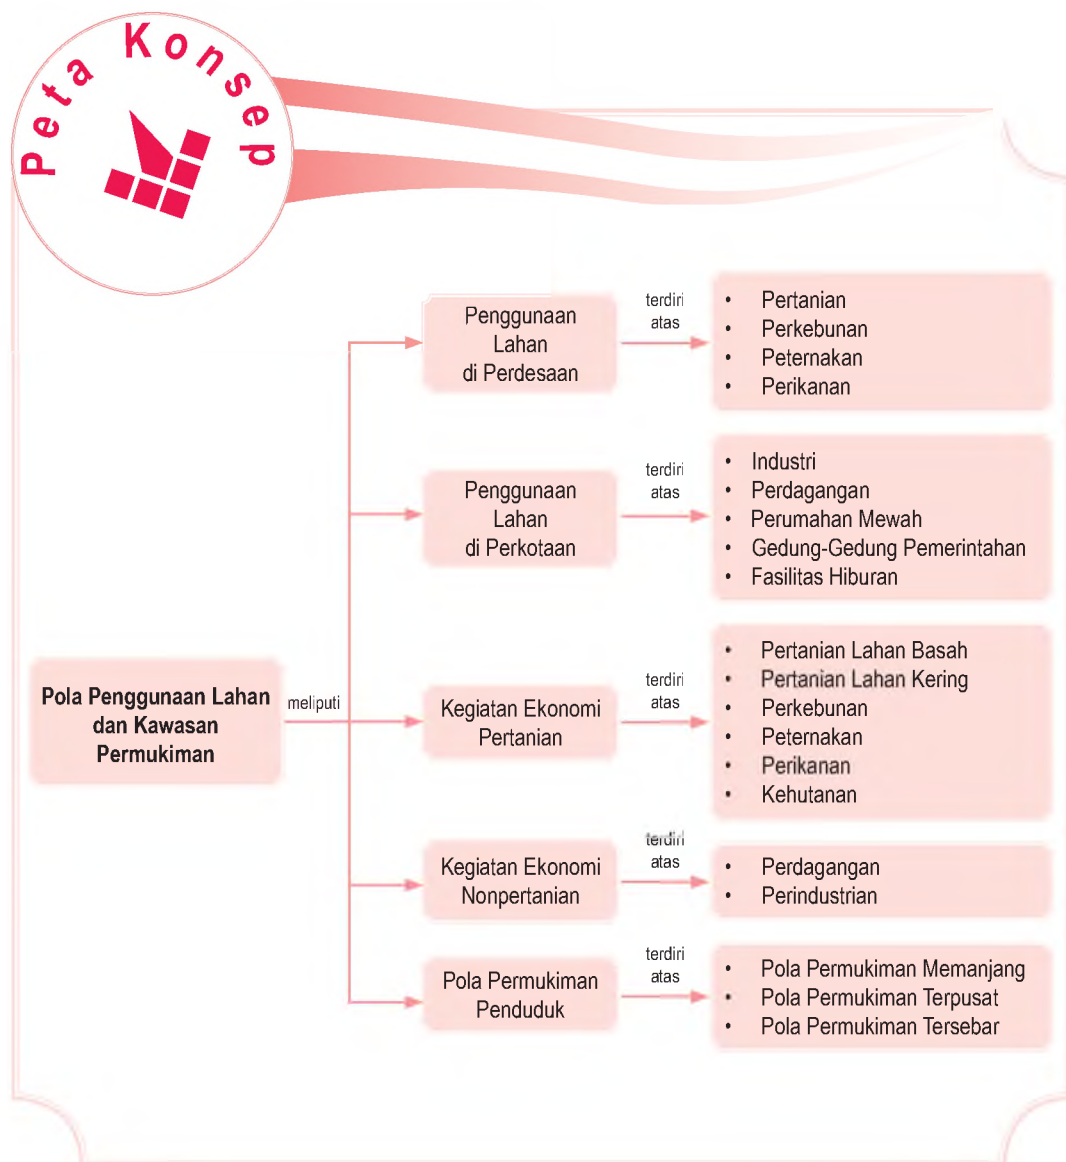 Peta Konsep
Penggunaan
Lahan
di Perdesaan
terdiri
atas
• Pertanian
• Perkebunan
• Peternakan
• Perikanan
Penggunaan
Lahan
di Perkotaan
terdiri
atas
• Industri
• Perdagangan
• Perumahan Mewah
• Gedung-Gedung Pemerintahan
• Fasilitas Hiburan
Pola Penggunaan Lahan
dan Kawasan
Permukiman
meliputi
Kegiatan Ekonomi
Pertanian
terdiri
atas
• Pertanian Lahan Basah
• Pertanian Lahan Kering
• Perkebunan
• Peternakan
• Perikanan
• Kehutanan
Kegiatan Ekonomi
Nonpertanian
terdiri
atas
• Perdagangan
• Perindustrian
Pola Permukiman
Penduduk
terdiri
atas
• Pola Permukiman Memanjang
• Pola Permukiman Terpusat
• Pola Permukiman Tersebar